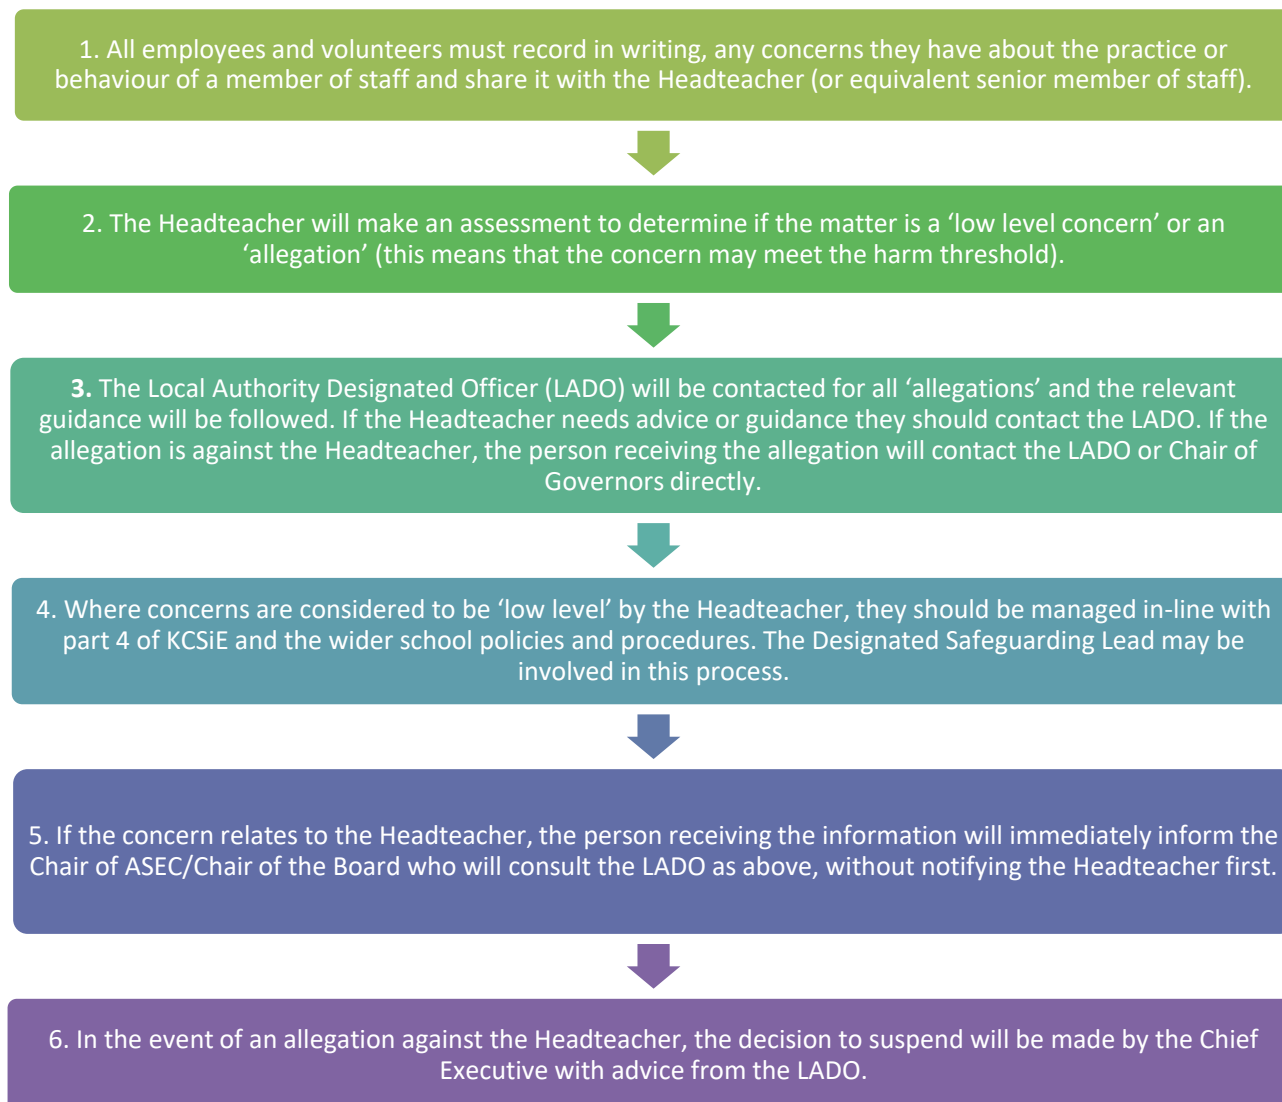 1. All employees and volunteers must record in writing, any concerns they have about the practice or
behaviour of a member of staff and share it with the Headteacher (or equivalent senior member of staff).
2. The Headteacher will make an assessment to determine if the matter is a ‘low level concern’ or an
‘allegation’ (this means that the concern may meet the harm threshold).
3. The Local Authority Designated Officer (LADO) will be contacted for all ‘allegations’ and the relevant
guidance will be followed. If the Headteacher needs advice or guidance they should contact the LADO. If the
allegation is against the Headteacher, the person receiving the allegation will contact the LADO or Chair of
Governors directly.
4. Where concerns are considered to be ‘low level’ by the Headteacher, they should be managed in-line with
part 4 of KCSiE and the wider school policies and procedures. The Designated Safeguarding Lead may be
involved in this process.
5. If the concern relates to the Headteacher, the person receiving the information will immediately inform the
Chair of ASEC/Chair of the Board who will consult the LADO as above, without notifying the Headteacher first.
6. In the event of an allegation against the Headteacher, the decision to suspend will be made by the Chief
Executive with advice from the LADO.